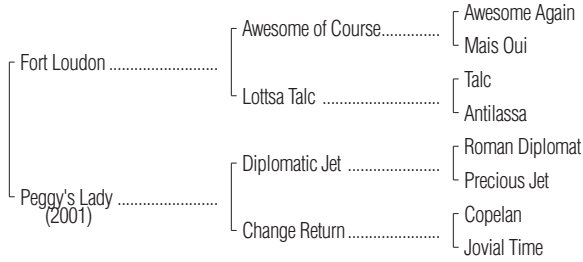 Awesome Again
Awesome of Course..............
Mais Oui
Fort Loudon ..........................
Talc
Lottsa Talc ............................
Antilassa
Roman Diplomat
Diplomatic Jet ......................
Precious Jet
Peggy's Lady ........................
(2001)
Copelan
Change Return ......................
Jovial Time